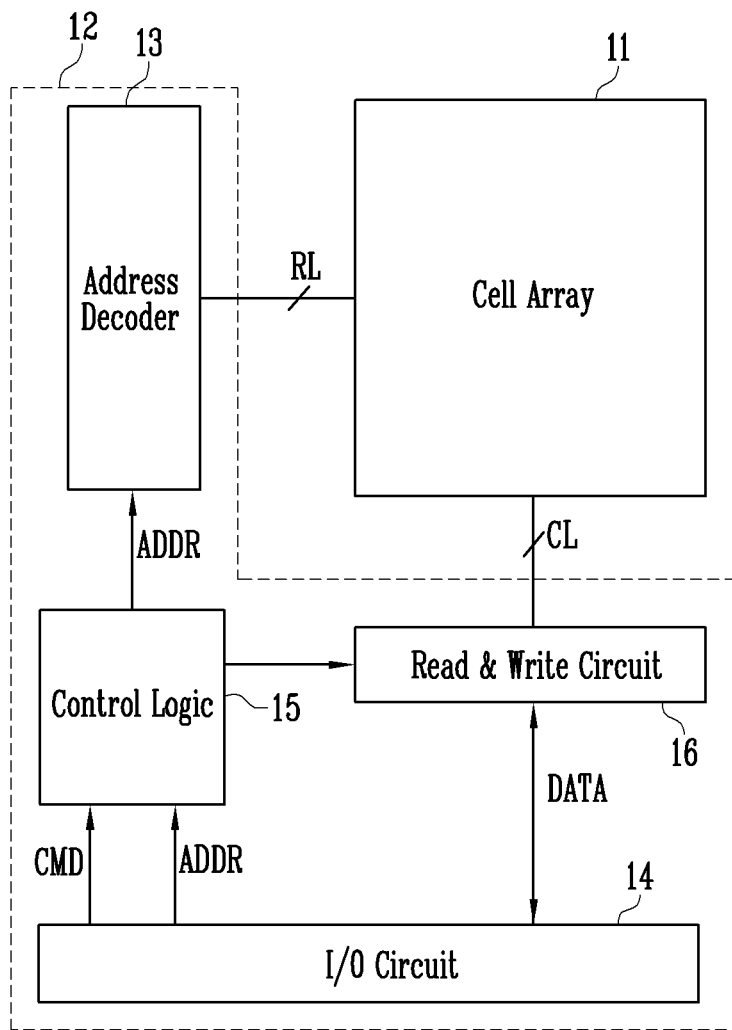 12
13
11
Address
Decoder
RL
Cell Array
ADDR
CL
Control Logic
15
Read & Write Circuit
16
DATA
CMD
ADDR
14
I/O Circuit